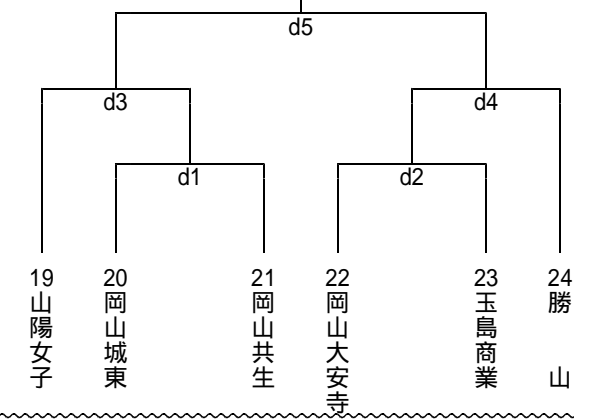 d5
d3
d4
d1
d2
19
山陽女子
20
岡山城東
21
岡山共生
22
岡山大安寺
23
玉島商業
24
勝　山